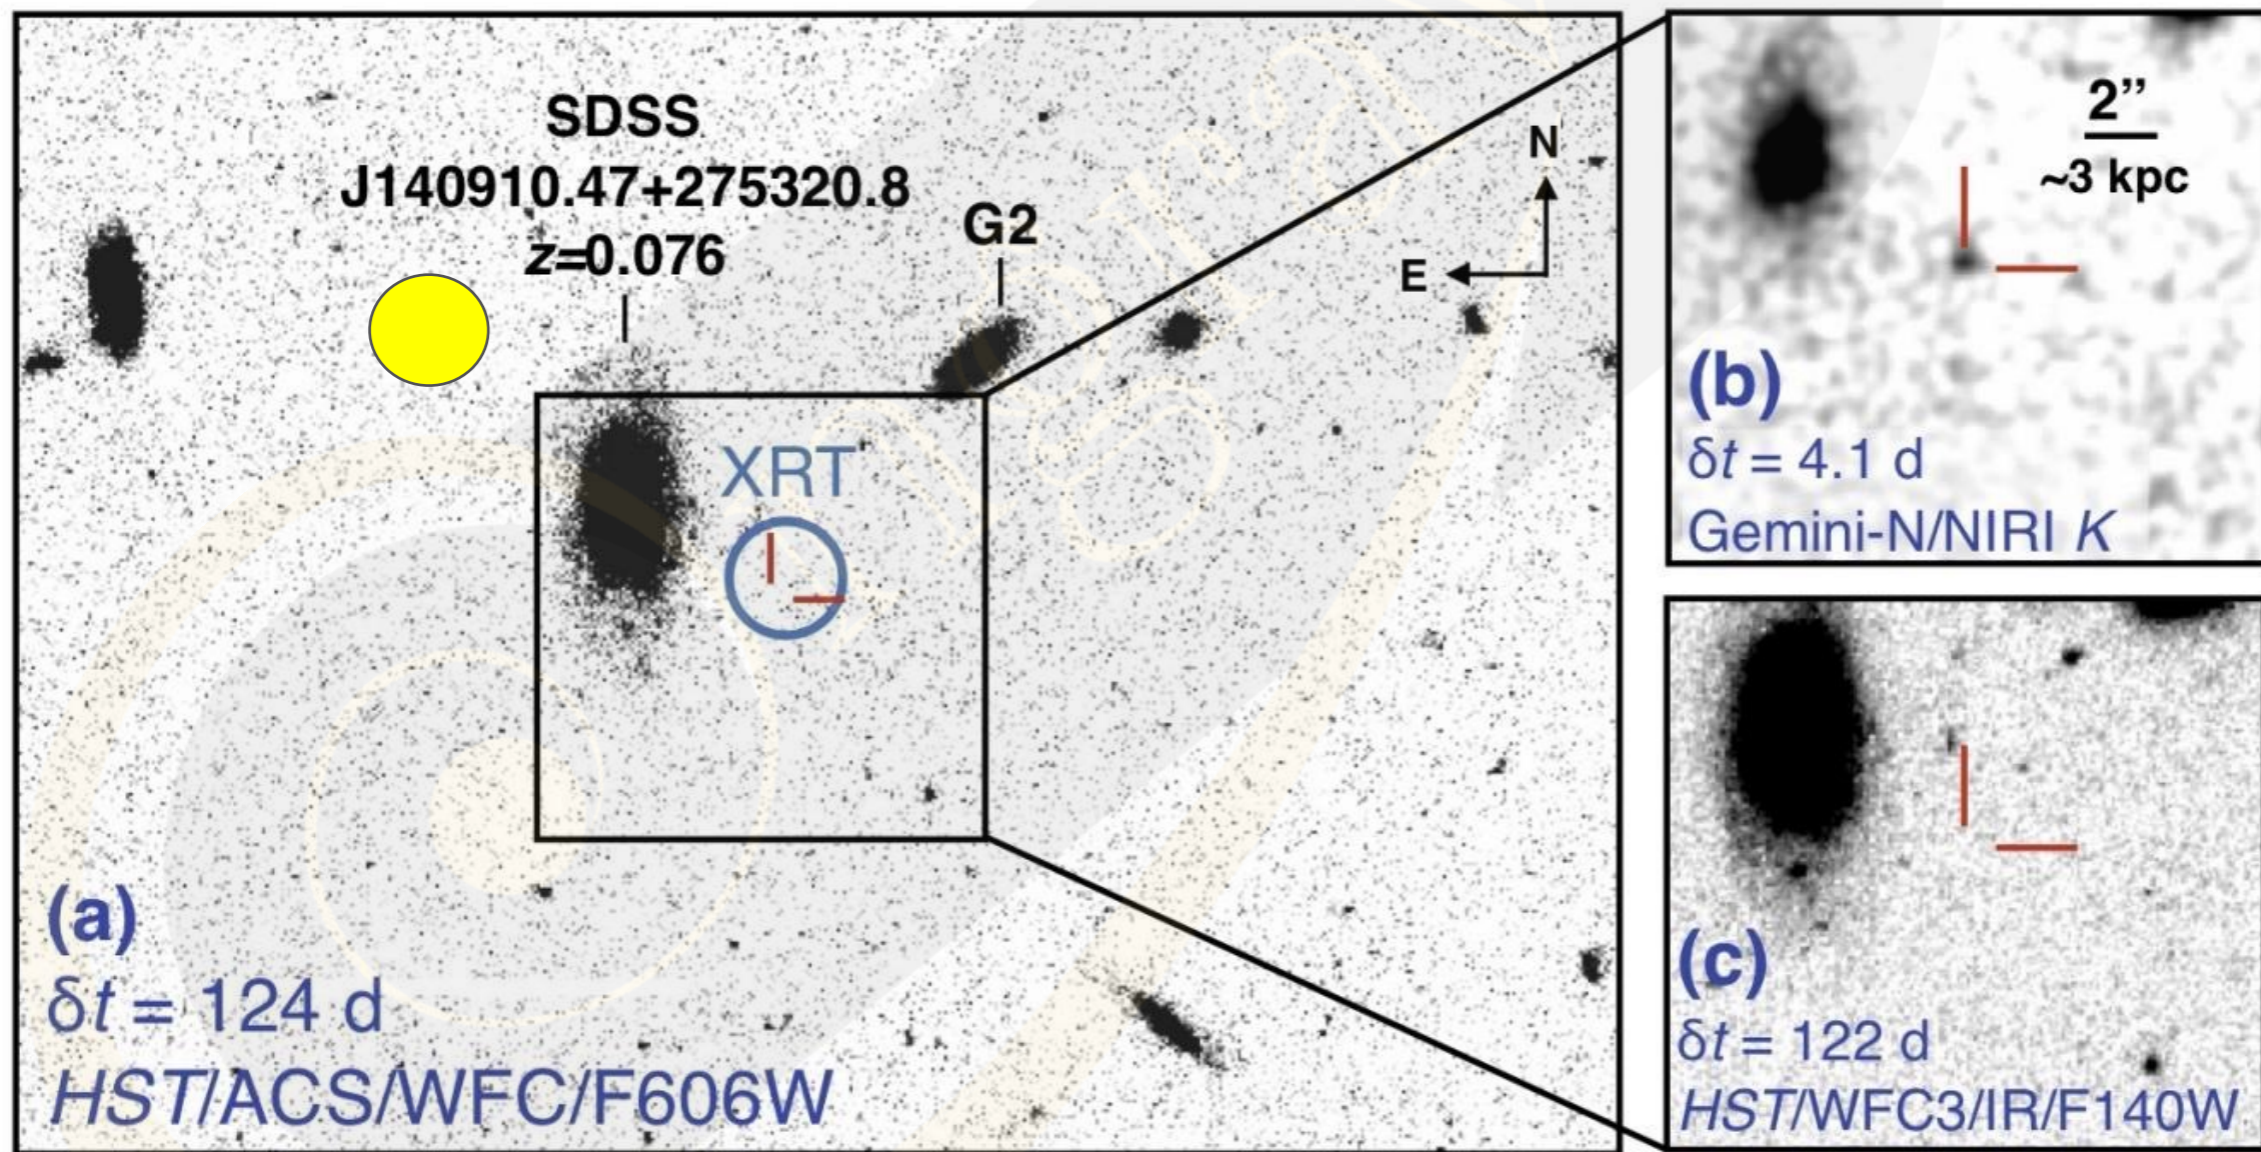 SDSS
J140910.47+275320.8
z=0.076
G2
N
E
XRT
(a)
δt = 124 d
HST/ACS/WFC/F606W
2”
~3 kpc
(b)
δt = 4.1 d
Gemini-N/NIRI K
(c)
δt = 122 d
HST/WFC3/IR/F140W